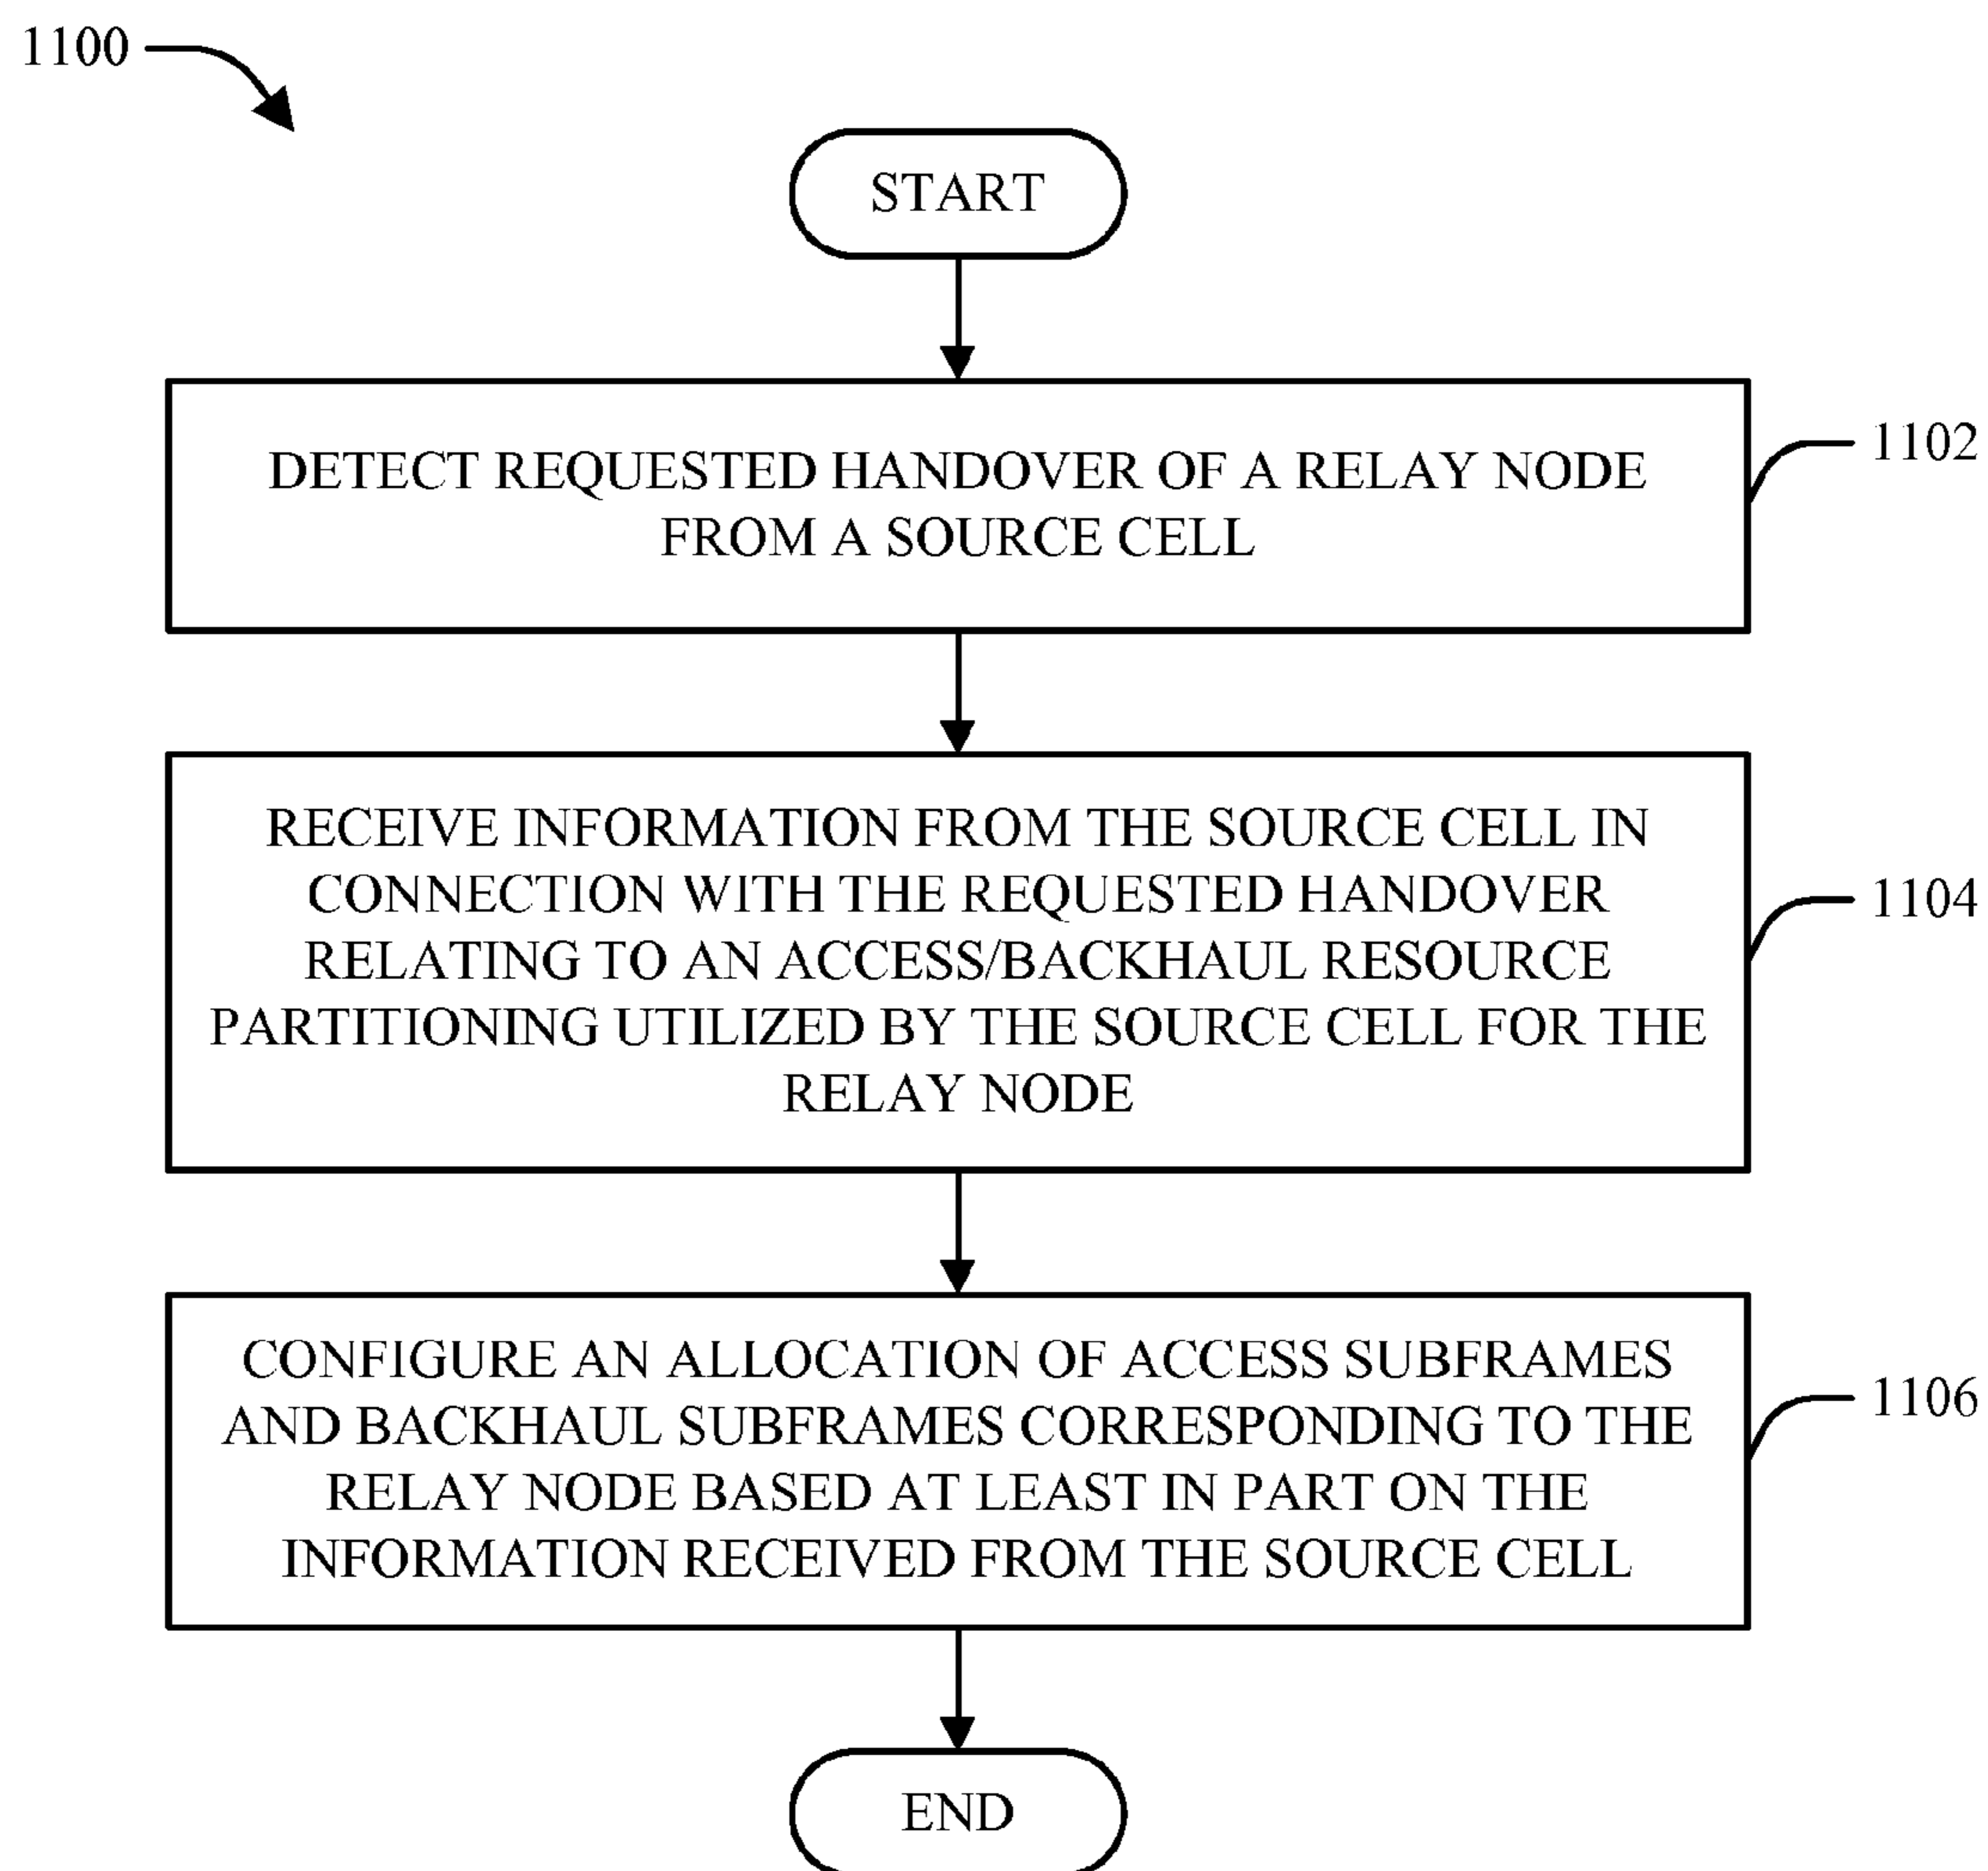 1100
START
DETECT REQUESTED HANDOVER OF A RELAY NODE
FROM A SOURCE CELL
1102
RECEIVE INFORMATION FROM THE SOURCE CELL IN
CONNECTION WITH THE REQUESTED HANDOVER
RELATING TO AN ACCESS/BACKHAUL RESOURCE
PARTITIONING UTILIZED BY THE SOURCE CELL FOR THE
RELAY NODE
1104
CONFIGURE AN ALLOCATION OF ACCESS SUBFRAMES
AND BACKHAUL SUBFRAMES CORRESPONDING TO THE
RELAY NODE BASED AT LEAST IN PART ON THE
INFORMATION RECEIVED FROM THE SOURCE CELL
1106
END